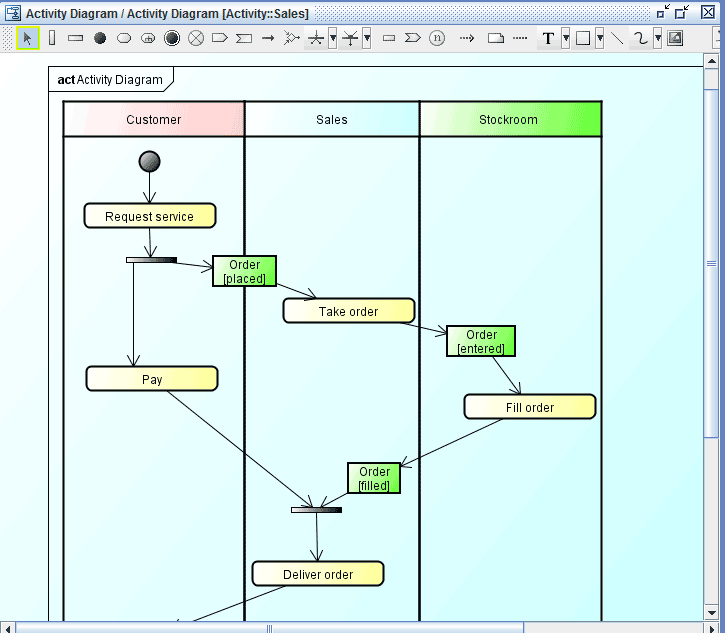 Activity Diagram / Activity Diagram [Activity::Sales]
n T
act Activity Diagram
Customer Sales Stockroom
Request service
Order
[placed]
Take order
Order
[entered]
Pay
Fill order
Order
[filled]
Deliver order